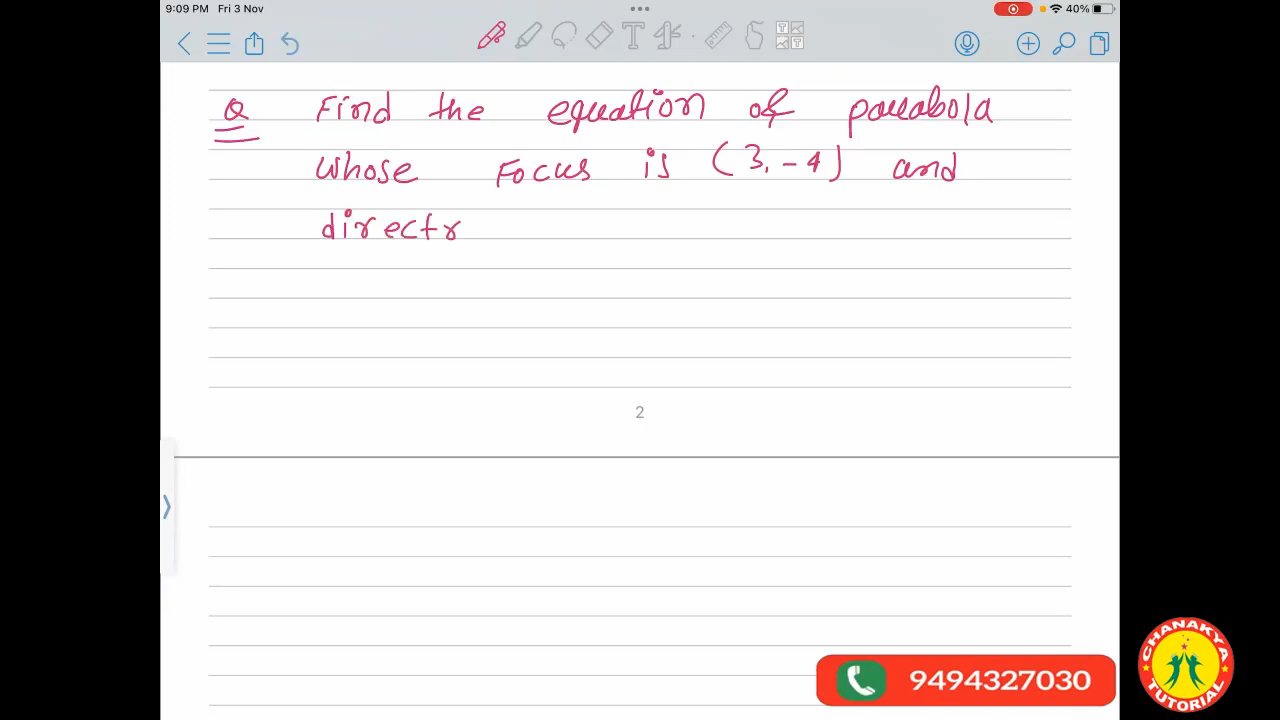 9:09 PM Fri 3 Nov
40%
Q Find the equation of parabola
whose Focus is (3, -4) and
directr
2
CHANAKYA
TUTORIAL
9494327030